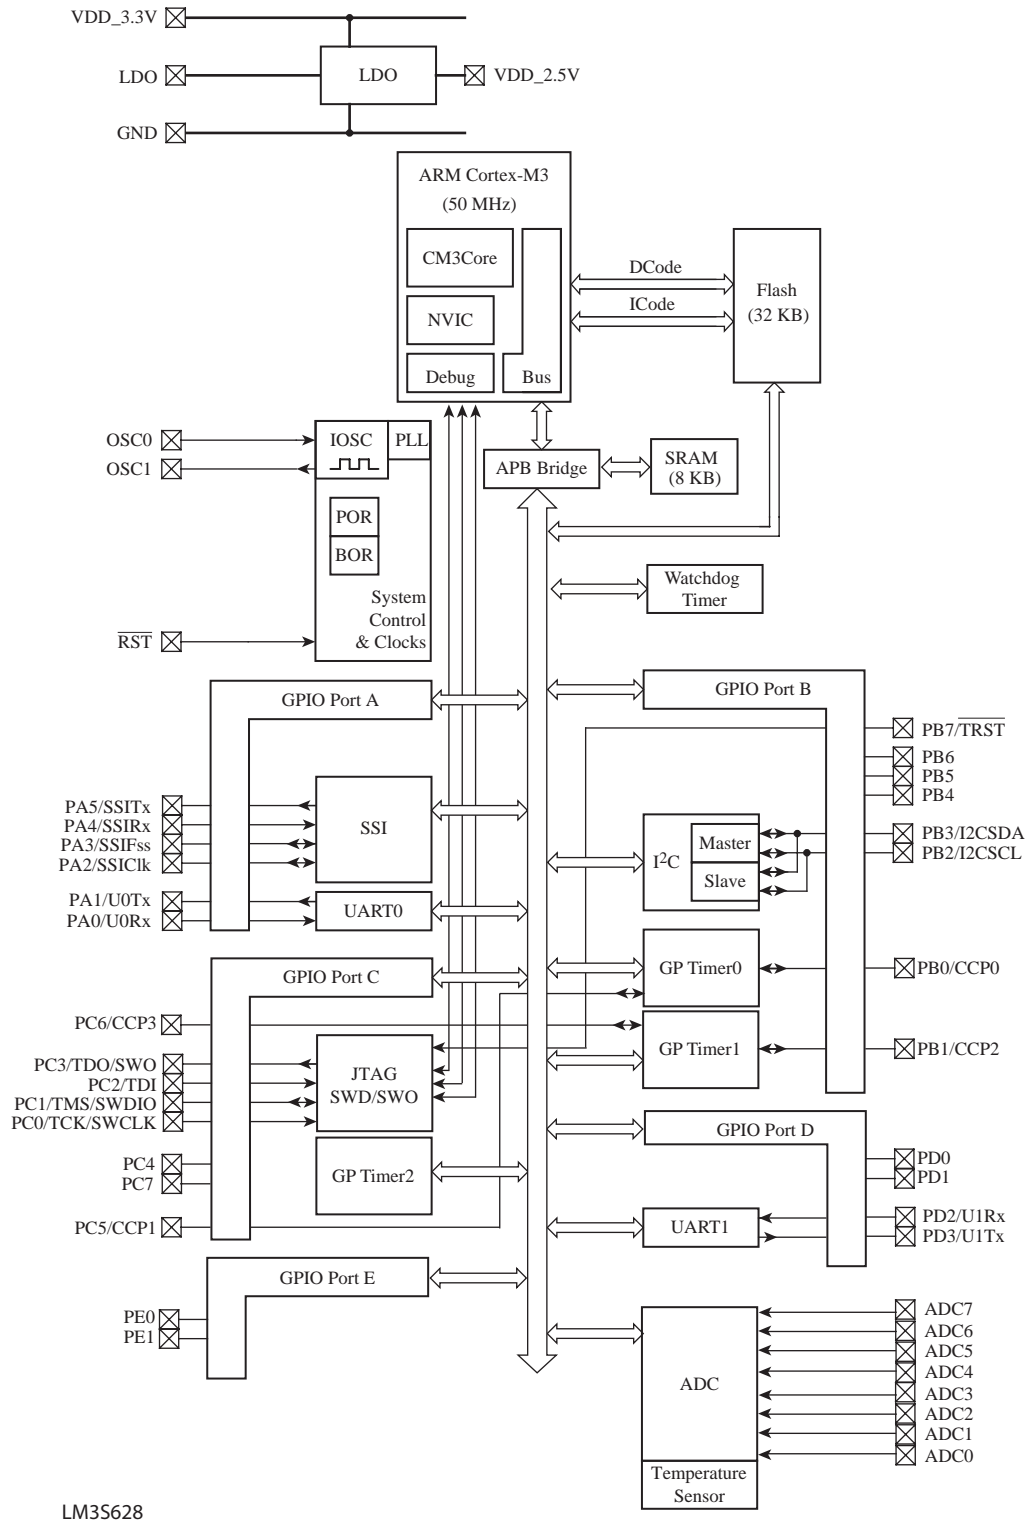 VDD_3.3V
LDO
LDO
VDD_2.5V
GND
ARM Cortex-M3
(50 MHz)
CM3Core
NVIC
Debug
Bus
DCode
ICode
Flash
(32 KB)
OSC0
OSC1
IOSC
PLL
POR
BOR
System
Control
& Clocks
RST
APB Bridge
SRAM
(8 KB)
Watchdog
Timer
GPIO Port A
PA5/SSITx
PA4/SSIRx
PA3/SSIFss
PA2/SSIClk
SSI
PA1/U0Tx
PA0/U0Rx
UART0
GPIO Port B
PB7/TRST
PB6
PB5
PB4
I2C
Master
Slave
PB3/I2CSDA
PB2/I2CSCL
GP Timer0
PB0/CCP0
GP Timer1
PB1/CCP2
GPIO Port C
PC6/CCP3
PC3/TDO/SWO
PC2/TDI
PC1/TMS/SWDIO
PC0/TCK/SWCLK
JTAG
SWD/SWO
PC4
PC7
GP Timer2
PC5/CCP1
GPIO Port D
PD0
PD1
UART1
PD2/U1Rx
PD3/U1Tx
GPIO Port E
PE0
PE1
ADC
ADC7
ADC6
ADC5
ADC4
ADC3
ADC2
ADC1
ADC0
Temperature
Sensor
LM3S628